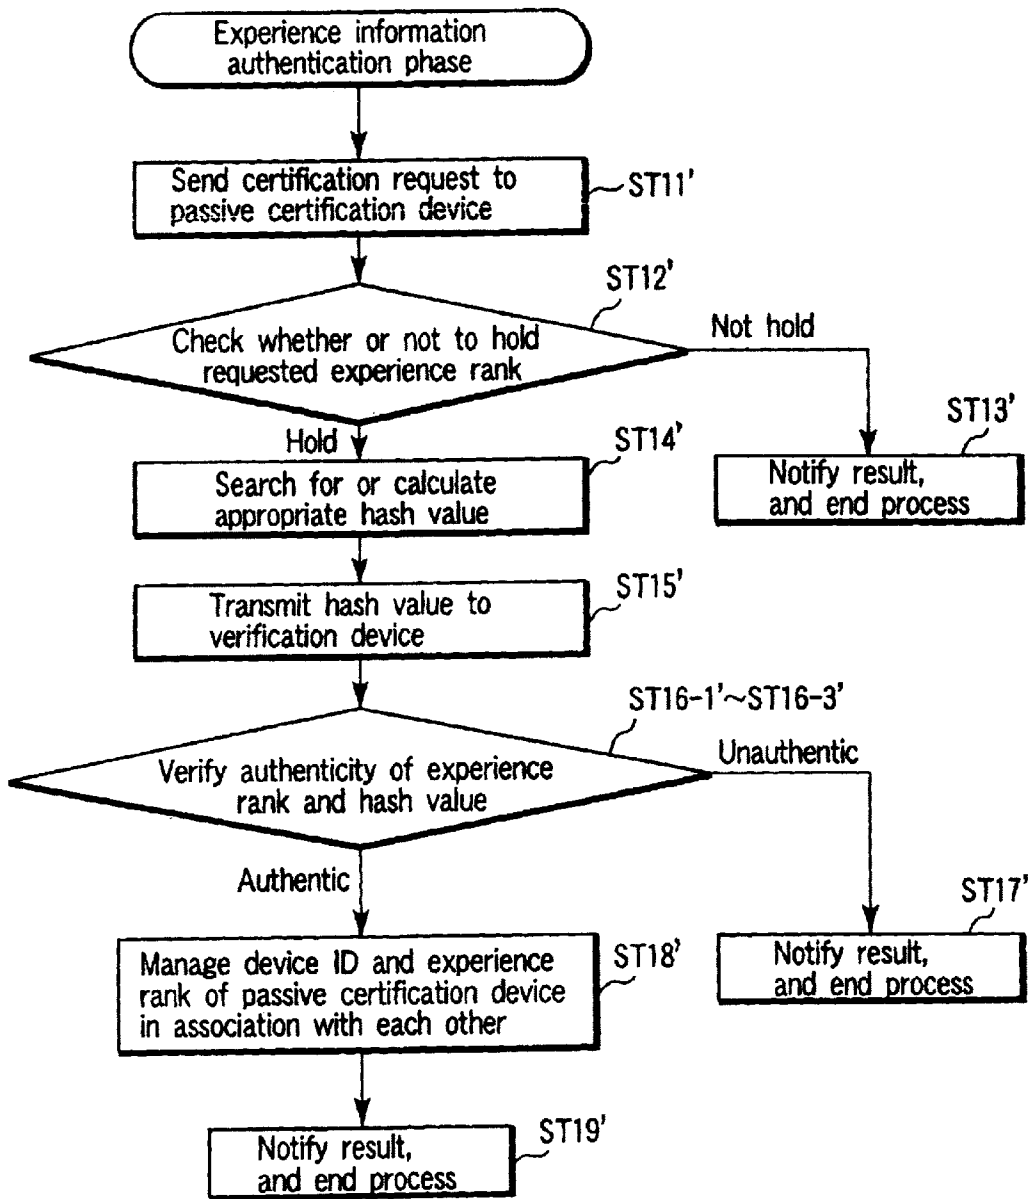 Experience information
authentication phase
Send certification request to
passive certification device
ST11'
ST12'
Check whether or not to hold
requested experience rank
Not hold
Hold
ST13'
Notify result,
and end process
ST14'
Search for or calculate
appropriate hash value
ST15'
Transmit hash value to
verification device
ST16-1'~ST16-3'
Verify authenticity of experience
rank and hash value
Unauthentic
Authentic
ST17'
Notify result,
and end process
ST18'
Manage device ID and experience
rank of passive certification device
in association with each other
ST19'
Notify result,
and end process